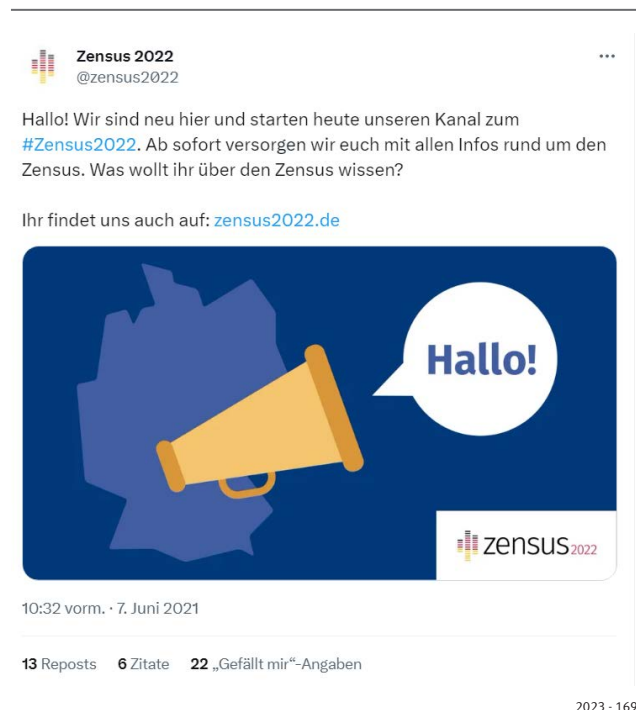 Zensus 2022
@zensus2022
Hallo! Wir sind neu hier und starten heute unseren Kanal zum
#Zensus2022. Ab sofort versorgen wir euch mit allen Infos rund um den
Zensus. Was wollt ihr über den Zensus wissen?
Ihr findet uns auch auf: zensus2022.de
Hallo!
zensus2022
10:32 vorm. · 7. Juni 2021
13 Reposts 6 Zitate 22 „Gefällt mir“-Angaben
2023 - 169